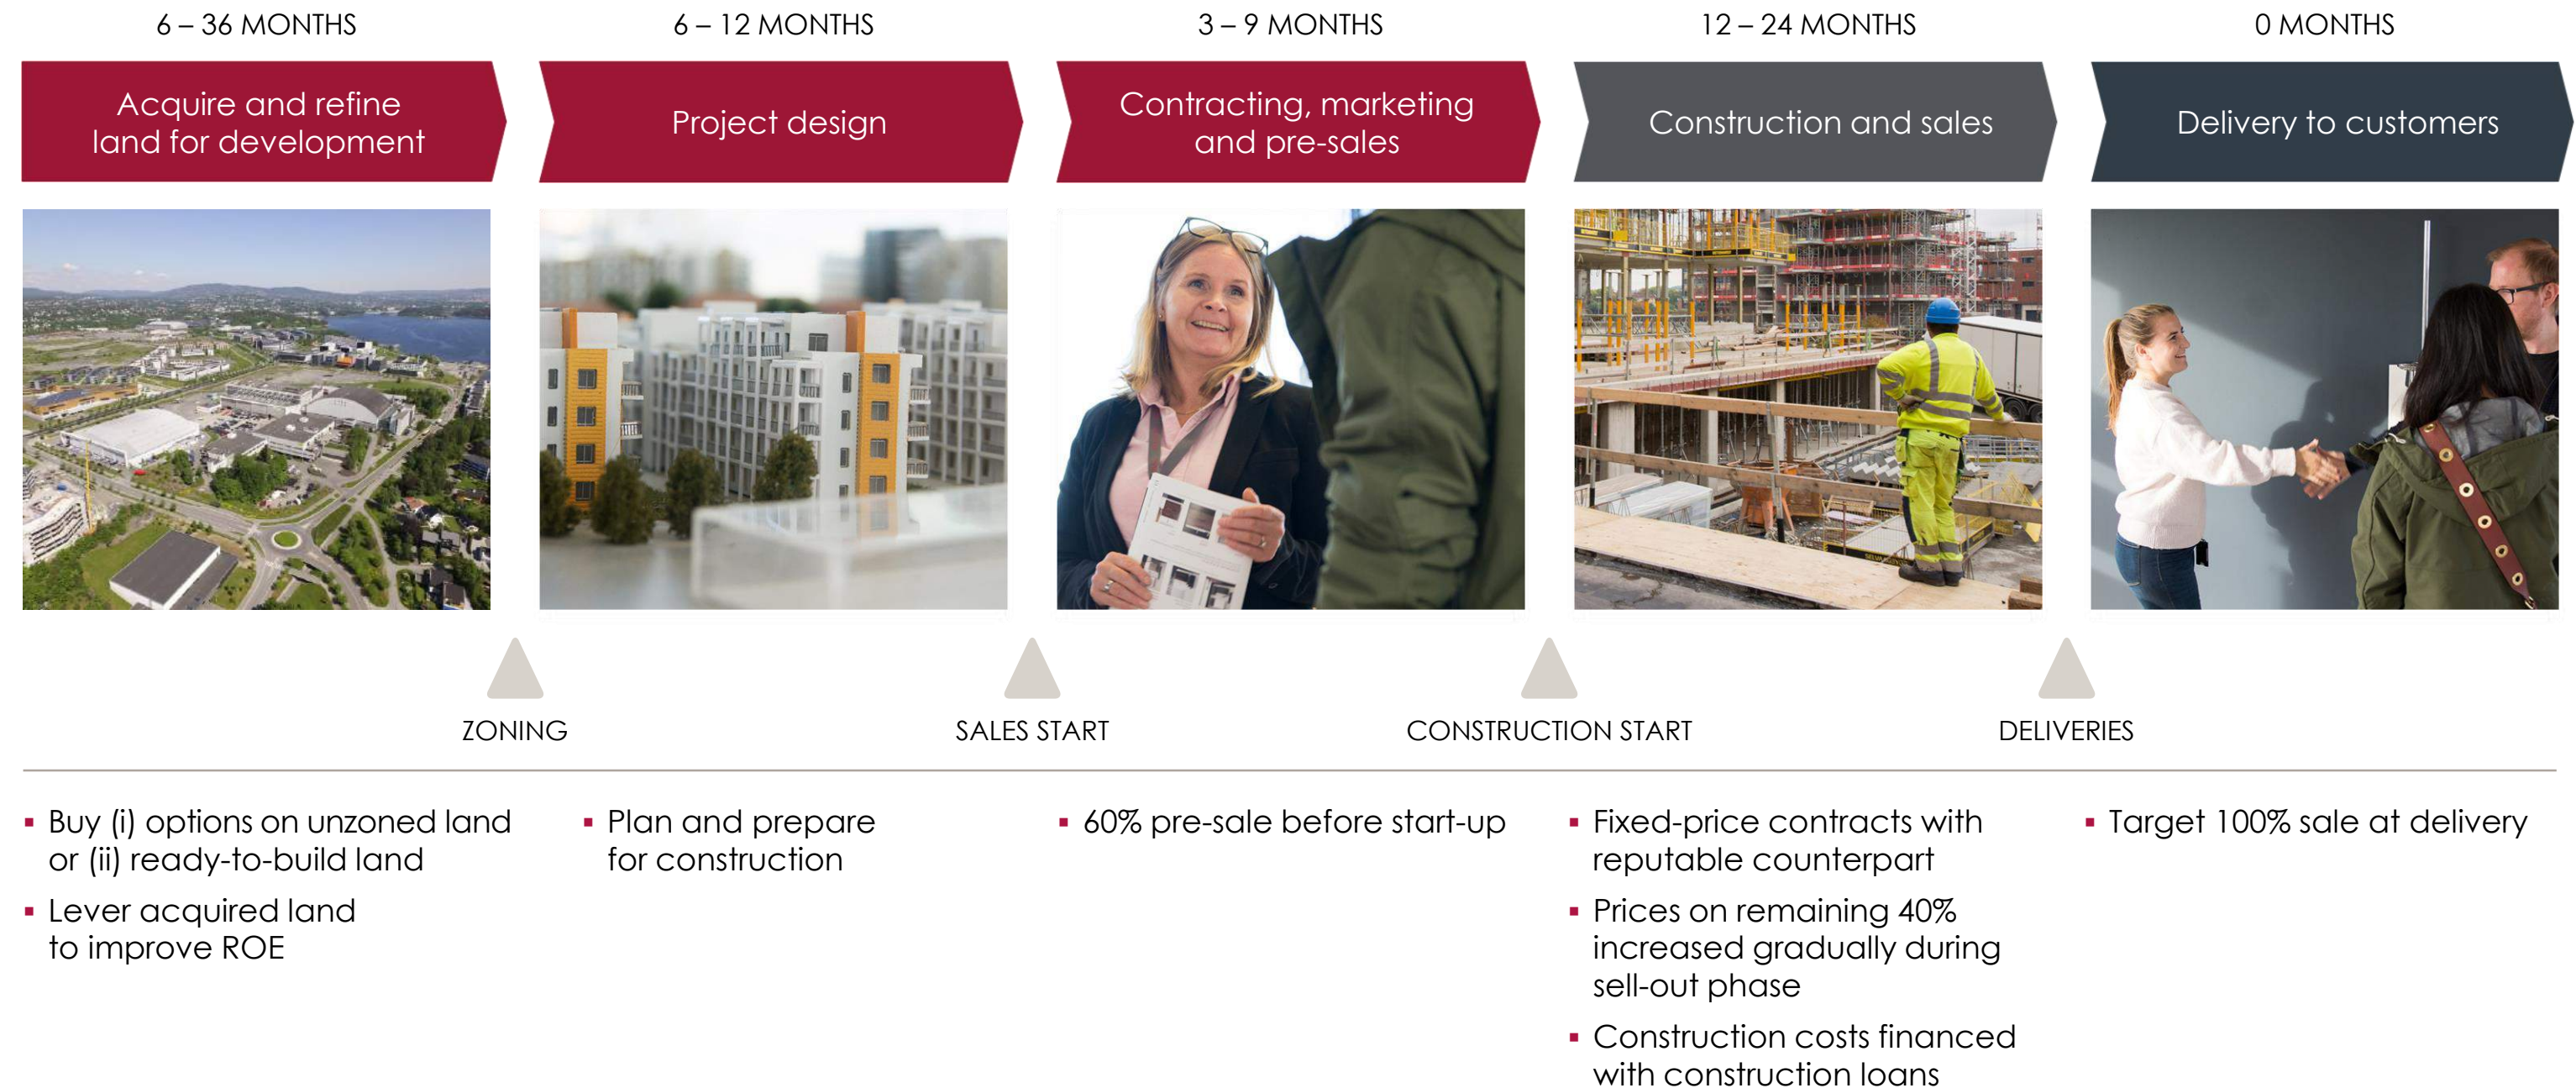 6 – 36 MONTHS
6 – 12 MONTHS
3 – 9 MONTHS
12 – 24 MONTHS
0 MONTHS
Acquire and refine
land for development
Project design
Contracting, marketing
and pre-sales
Construction and sales
Delivery to customers
ZONING
SALES START
CONSTRUCTION START
DELIVERIES
▪ Buy (i) options on unzoned land
or (ii) ready-to-build land
▪ Lever acquired land
to improve ROE
▪ Plan and prepare
for construction
▪ 60% pre-sale before start-up
▪ Fixed-price contracts with
reputable counterpart
▪ Prices on remaining 40%
increased gradually during
sell-out phase
▪ Construction costs financed
with construction loans
▪ Target 100% sale at delivery